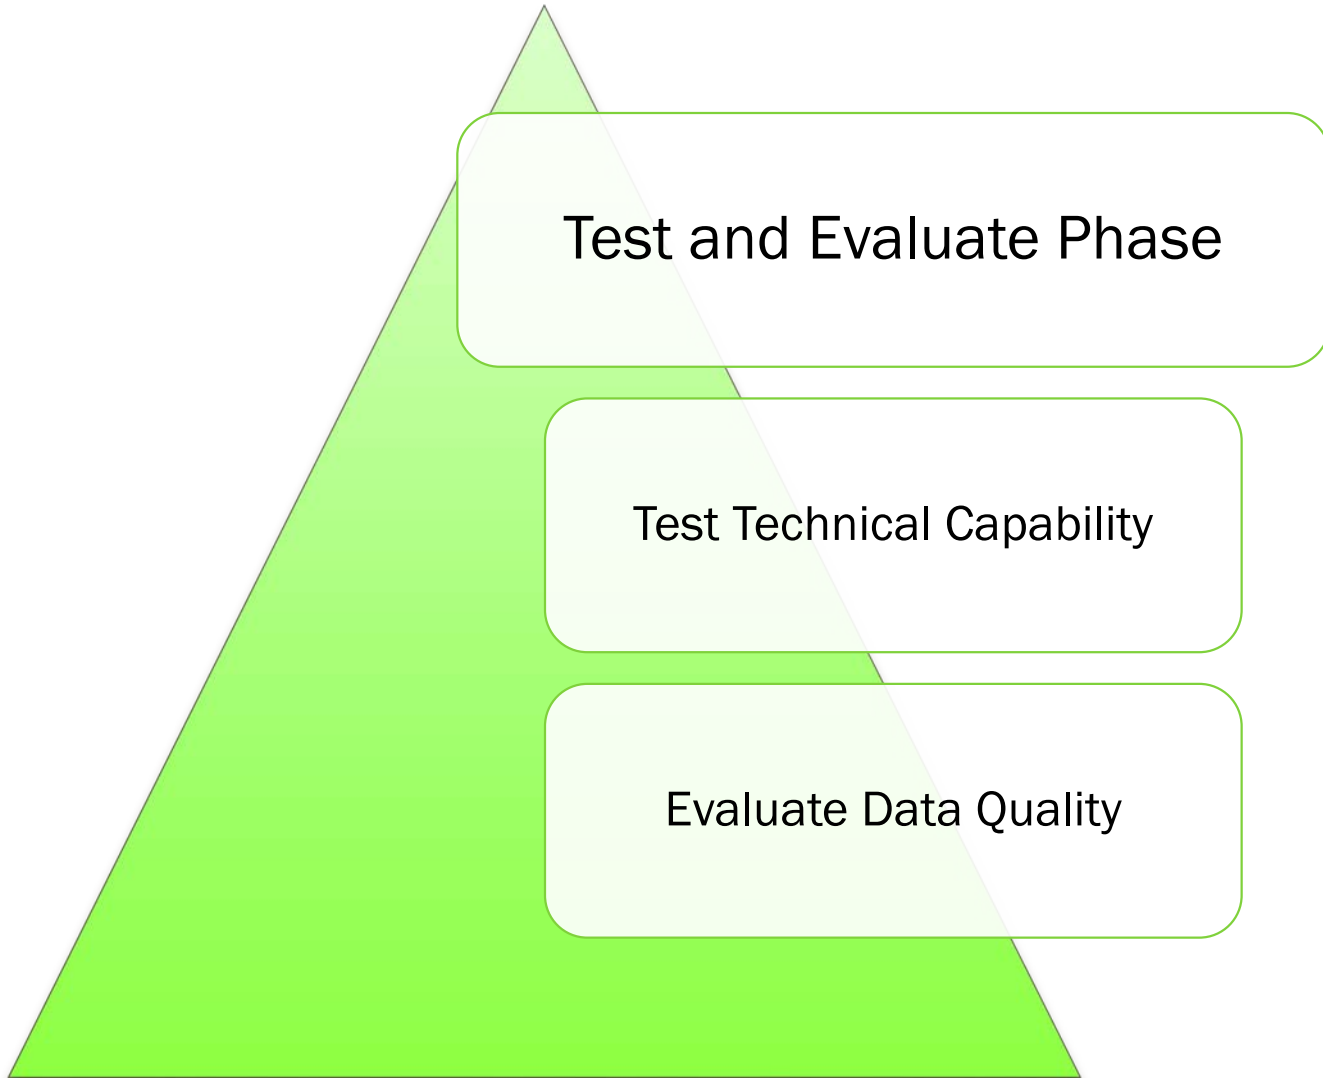 Test and Evaluate Phase
Test Technical Capability
Evaluate Data Quality